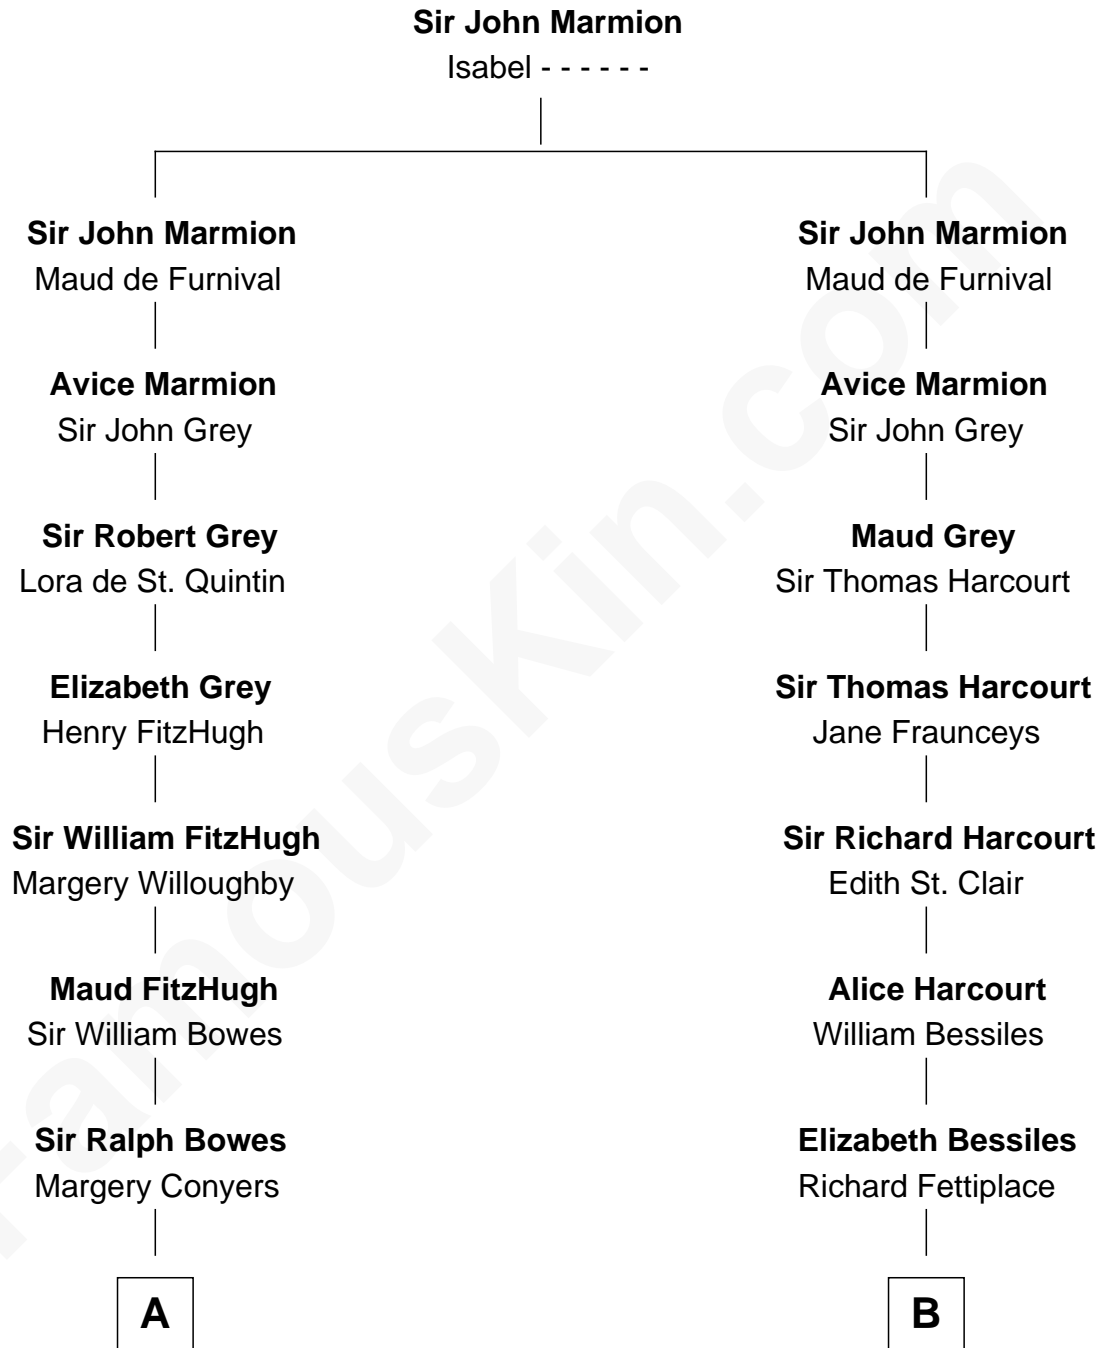 Sir John Marmion
Isabel - - - - - -
Sir John Marmion
Maud de Furnival
Sir John Marmion
Maud de Furnival
Avice Marmion
Sir John Grey
Avice Marmion
Sir John Grey
Sir Robert Grey
Lora de St. Quintin
Maud Grey
Sir Thomas Harcourt
Elizabeth Grey
Henry FitzHugh
Sir Thomas Harcourt
Jane Fraunceys
Sir William FitzHugh
Margery Willoughby
Sir Richard Harcourt
Edith St. Clair
Maud FitzHugh
Sir William Bowes
Alice Harcourt
William Bessiles
Sir Ralph Bowes
Margery Conyers
Elizabeth Bessiles
Richard Fettiplace
A
B
FamousKin.com